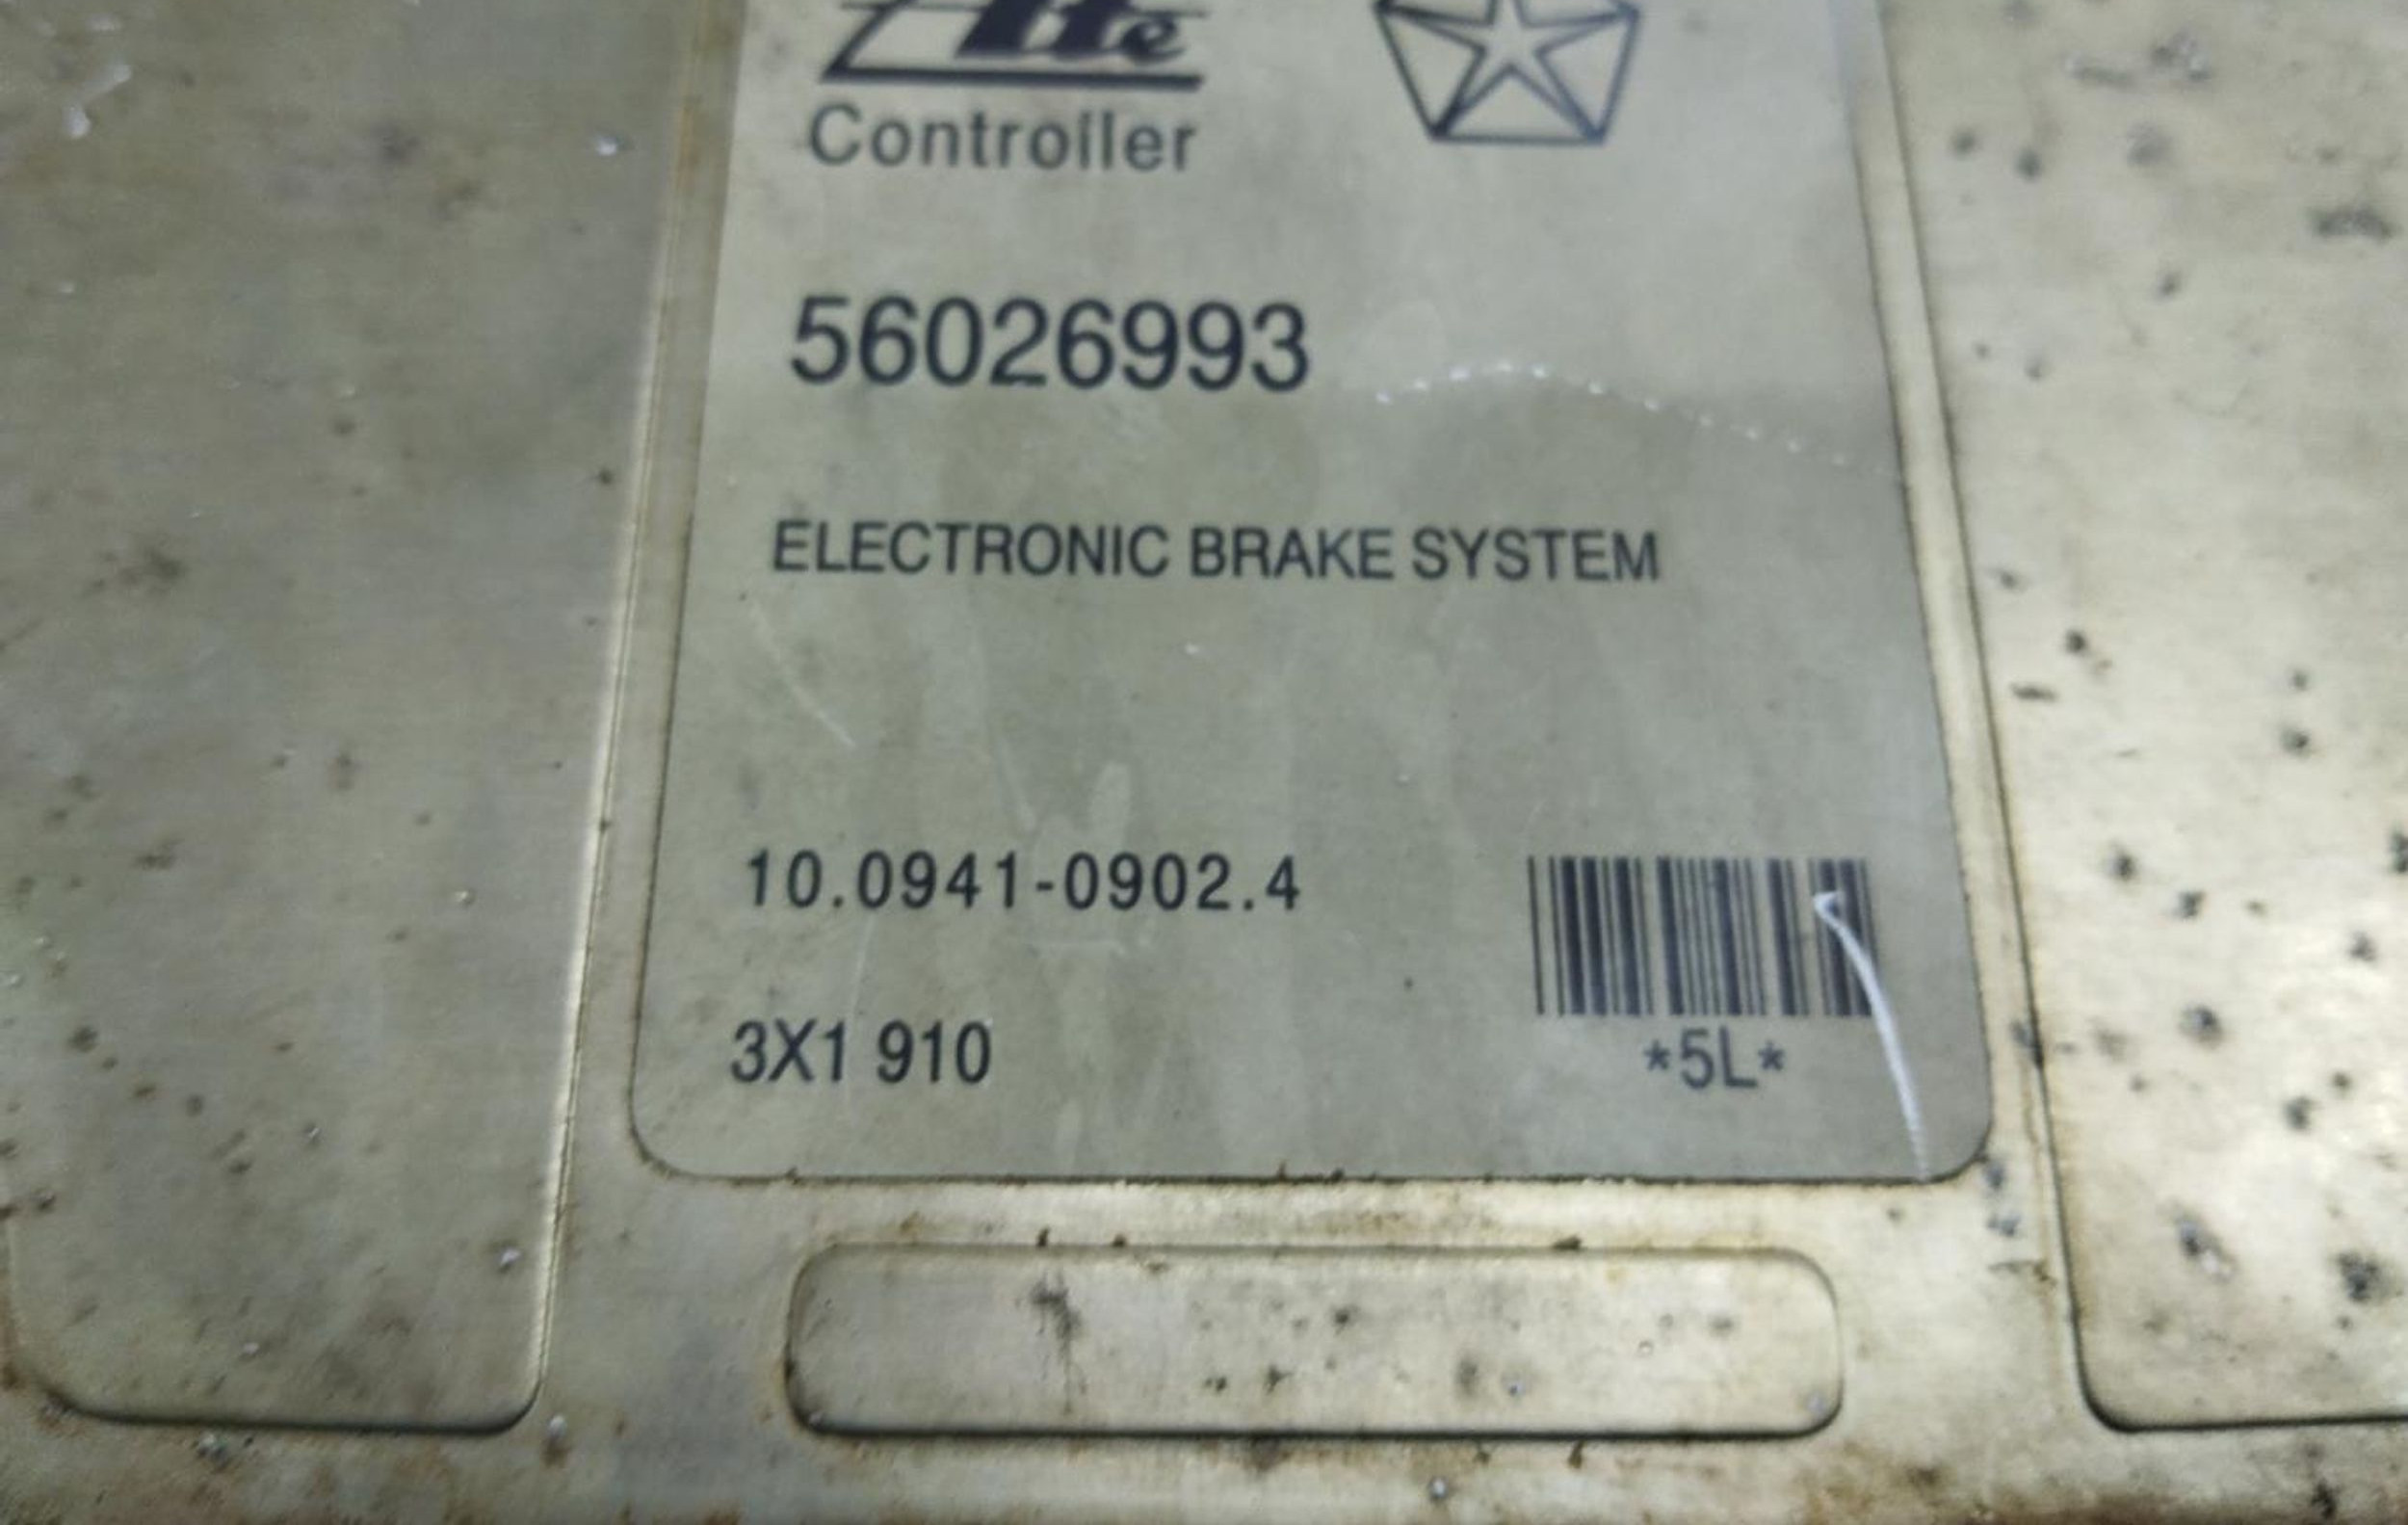 Ate
Controller
56026993
ELECTRONIC BRAKE SYSTEM
10.0941-0902.4
3X1 910
*5L*